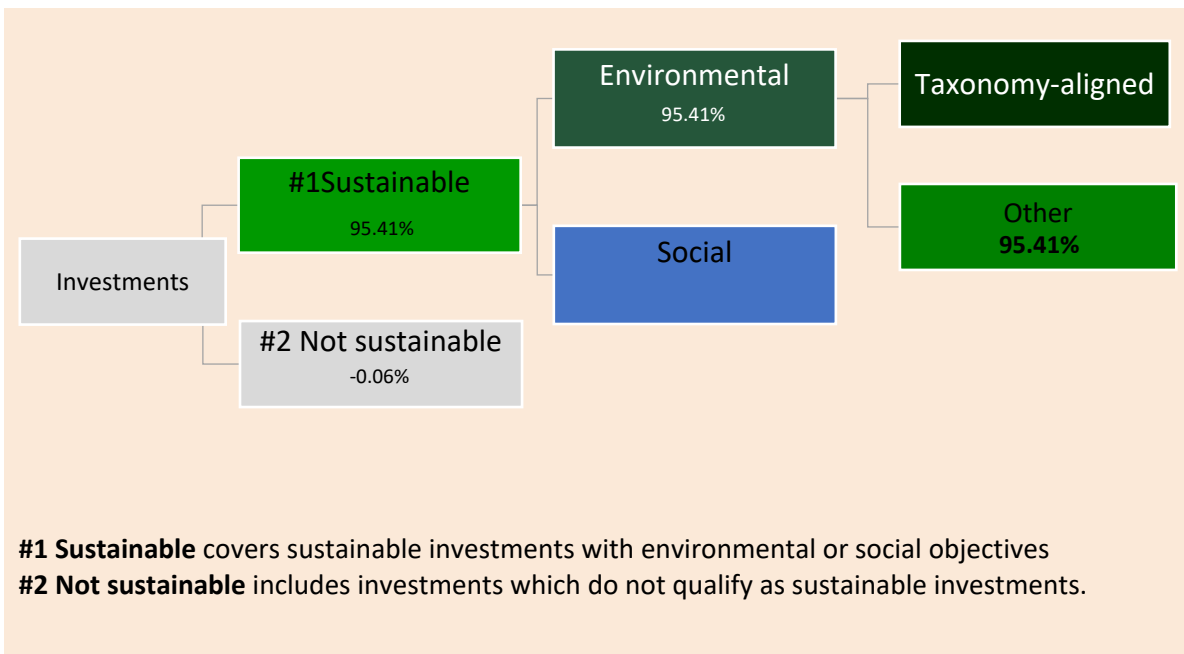 Investments
#1Sustainable
95.41%
#2 Not sustainable
-0.06%
Environmental
95.41%
Social
Taxonomy-aligned
Other
95.41%
#1 Sustainable covers sustainable investments with environmental or social objectives
#2 Not sustainable includes investments which do not qualify as sustainable investments.